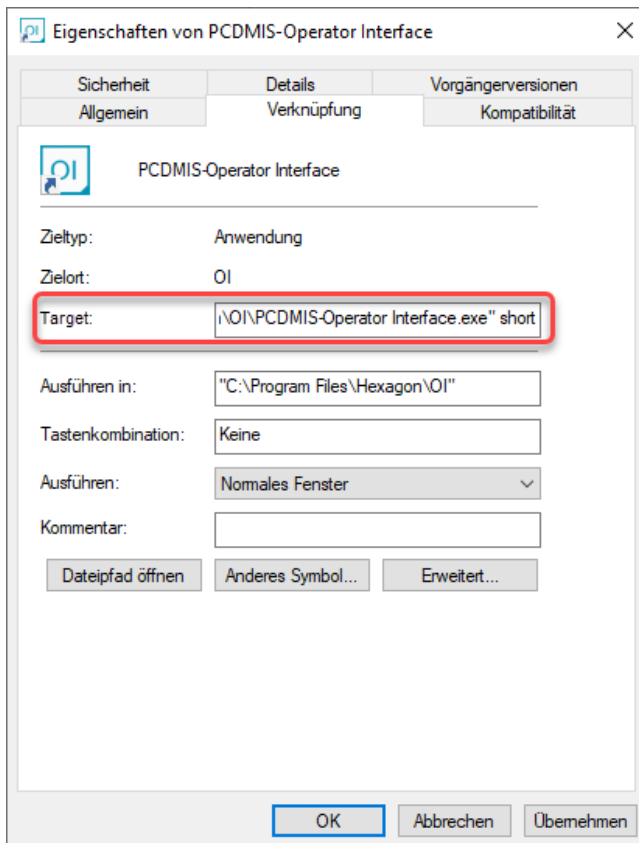 OI Eigenschaften von PCDMIS-Operator Interface
Sicherheit Details Vorgängerversionen
Allgemein Verknüpfung Kompatibilität
OI PCDMIS-Operator Interface
Zieltyp: Anwendung
Zielort: OI
Target: \OI\PCDMIS-Operator Interface.exe" short
Ausführen in: "C:\Program Files\Hexagon\OI"
Tastenkombination: Keine
Ausführen: Normales Fenster
Kommentar:
Dateipfad öffnen Anderes Symbol... Erweitert...
OK Abbrechen Übernehmen